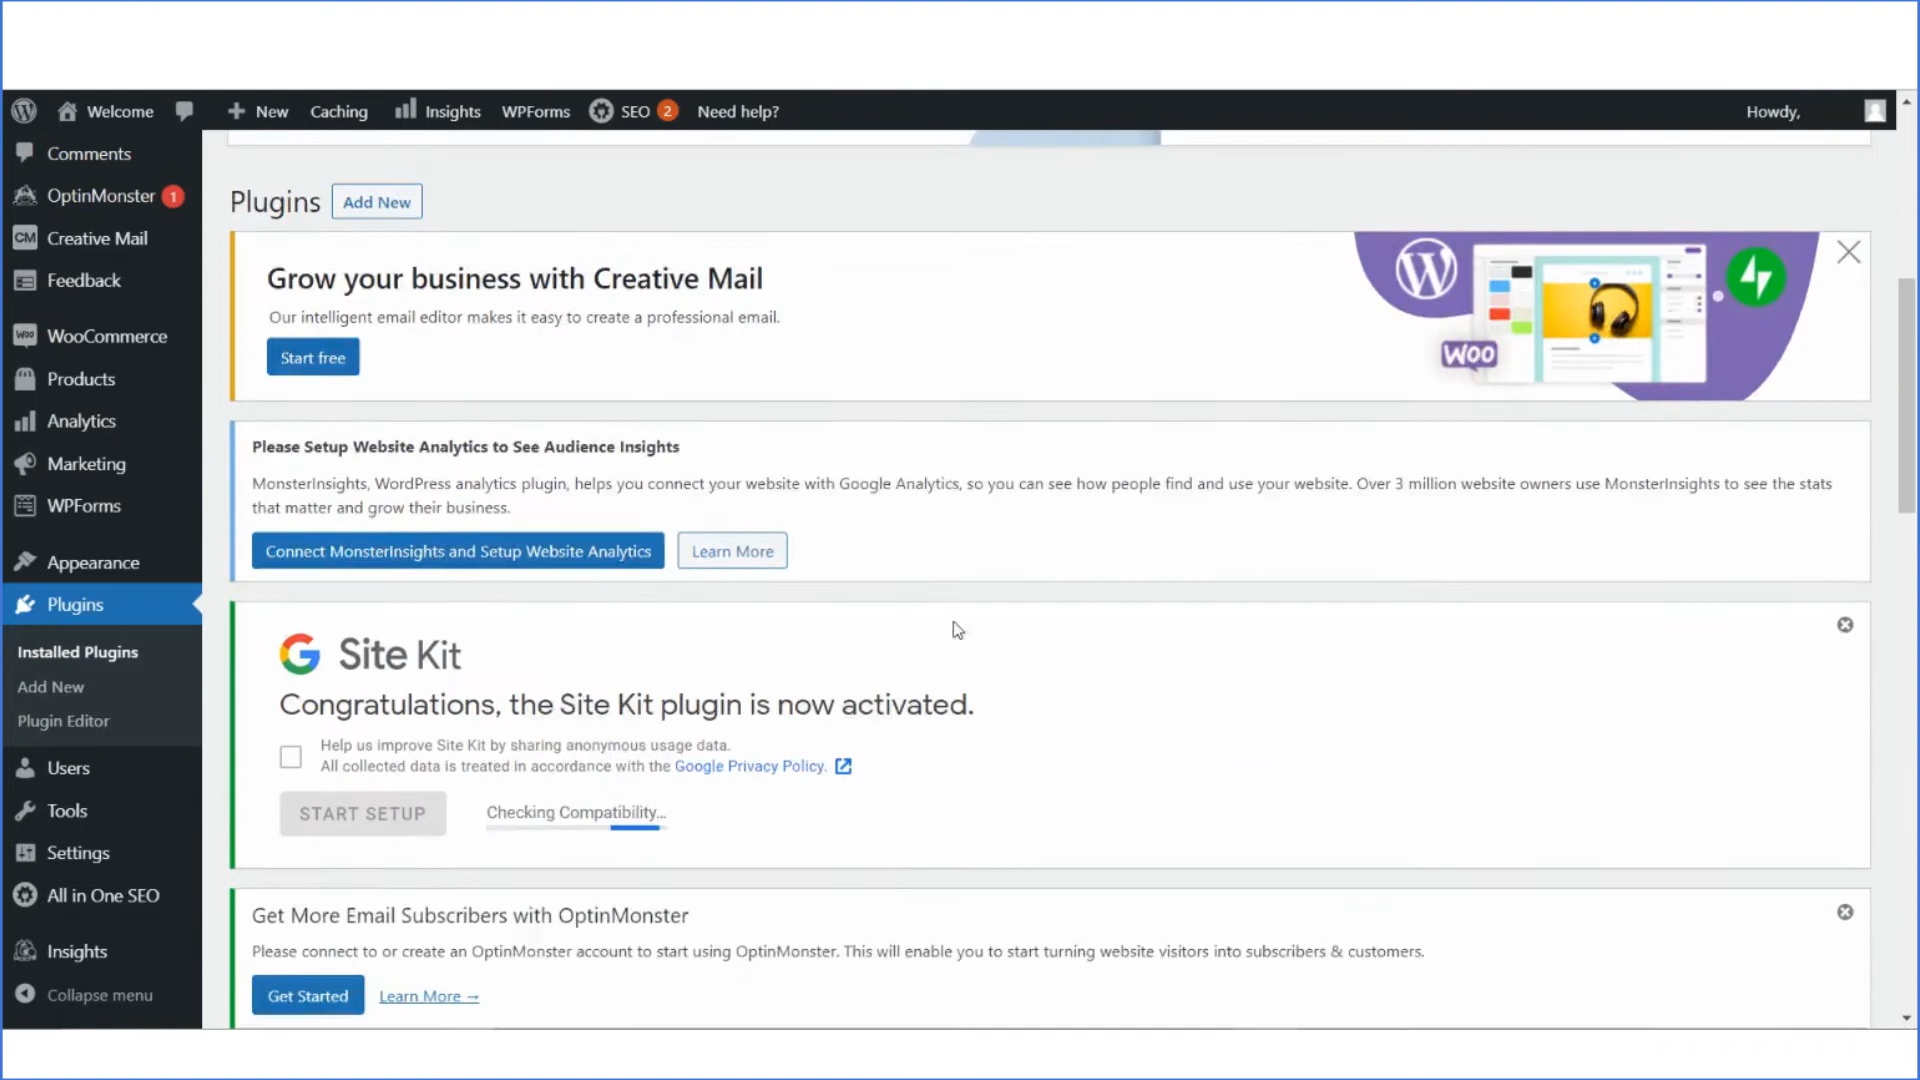 Welcome
New
Caching
Insights
WPForms
SEO 2
Need help?
Howdy,
Comments
OptinMonster 1
CM Creative Mail
Feedback
Woo WooCommerce
Products
Analytics
Marketing
WPForms
Appearance
Plugins
Installed Plugins
Add New
Plugin Editor
Users
Tools
Settings
All in One SEO
Insights
Collapse menu
Plugins Add New
Grow your business with Creative Mail
Our intelligent email editor makes it easy to create a professional email.
Start free
WOO
Please Setup Website Analytics to See Audience Insights
MonsterInsights, WordPress analytics plugin, helps you connect your website with Google Analytics, so you can see how people find and use your website. Over 3 million website owners use MonsterInsights to see the stats
that matter and grow their business.
Connect MonsterInsights and Setup Website Analytics Learn More
G Site Kit
Congratulations, the Site Kit plugin is now activated.
Help us improve Site Kit by sharing anonymous usage data.
All collected data is treated in accordance with the Google Privacy Policy.
START SETUP Checking Compatibility...
Get More Email Subscribers with OptinMonster
Please connect to or create an OptinMonster account to start using OptinMonster. This will enable you to start turning website visitors into subscribers & customers.
Get Started Learn More →